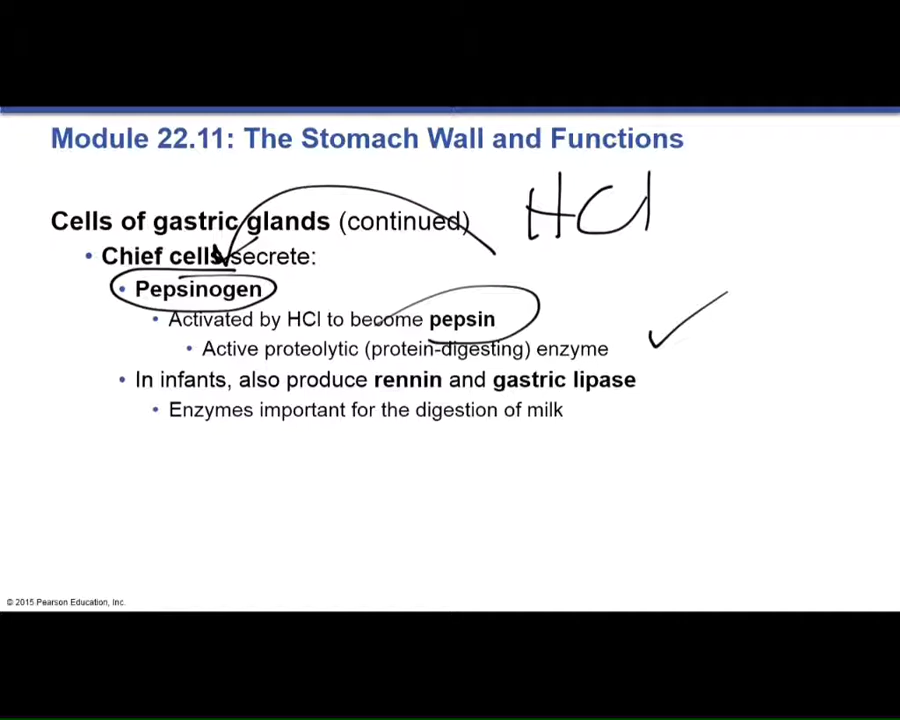 Module 22.11: The Stomach Wall and Functions
HCl
Cells of gastric glands (continued)
• Chief cells secrete:
• Pepsinogen
• Activated by HCl to become pepsin
• Active proteolytic (protein-digesting) enzyme
• In infants, also produce rennin and gastric lipase
• Enzymes important for the digestion of milk
© 2015 Pearson Education, Inc.